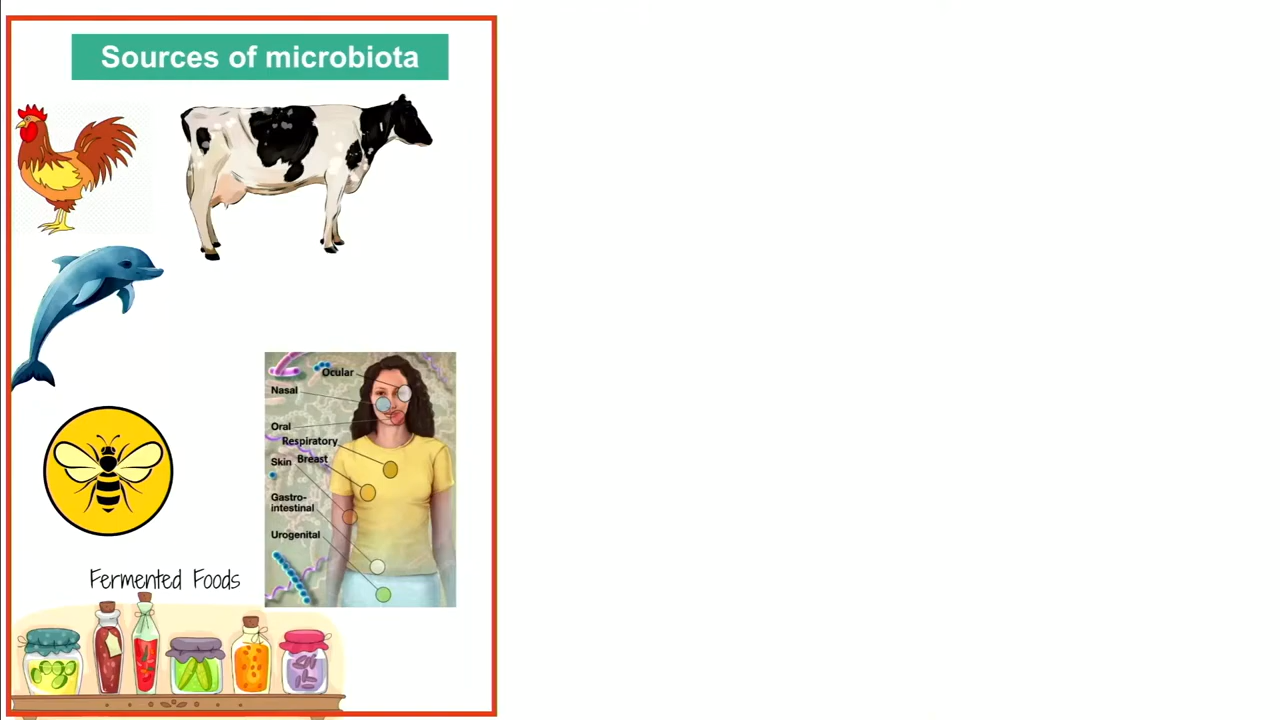 Sources of microbiota
Ocular
Nasal
Oral
Respiratory
Skin
Breast
Gastro-
intestinal
Urogenital
Fermented Foods